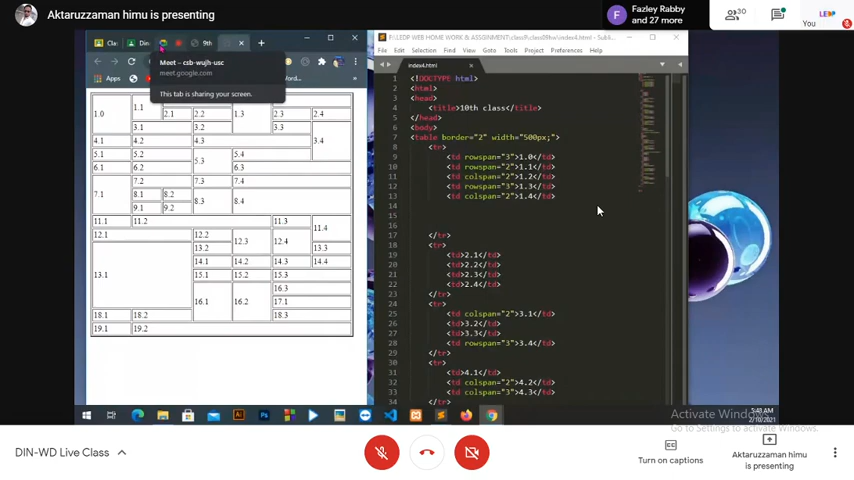 Aktaruzzaman himu is presenting
Fazley Rabby
and 27 more
30
LEDP
Cla
Din
9th
Meet – csb-wujh-usc
meet.google.com
This tab is sharing your screen.
Apps
Word...
»
1.0 1.1 2.1 2.2 1.3 2.3 2.4
3.1 3.2 3.3 3.4
4.1 4.2 4.3
5.1 5.2 5.3 5.4
6.1 6.2 6.3
7.1 7.2 7.3 7.4
8.1 8.2 8.3 8.4
9.1 9.2
11.1 11.2 11.3 11.4
12.1 12.2 12.3 12.4
13.1 13.2 13.3
14.1 14.2 14.3 14.4
15.1 15.2 15.3
16.1 16.2 16.3
17.1
18.1 18.2 18.3
19.1 19.2
File Edit Selection Find View Goto Tools Project Preferences Help
index4.html
1 <!DOCTYPE html>
2 <html>
3 <head>
4 <title>10th class</title>
5 </head>
6 <body>
7 <table border="2" width="500px;">
8 <tr>
9 <td rowspan="3">1.0</td>
10 <td rowspan="2">1.1</td>
11 <td colspan="2">1.2</td>
12 <td rowspan="3">1.3</td>
13 <td colspan="2">1.4</td>
14
15
16
17 </tr>
18 <tr>
19 <td>2.1</td>
20 <td>2.2</td>
21 <td>2.3</td>
22 <td>2.4</td>
23 </tr>
24 <tr>
25 <td colspan="2">3.1</td>
26 <td>3.2</td>
27 <td>3.3</td>
28 <td rowspan="3">3.4</td>
29 </tr>
30 <tr>
31 <td>4.1</td>
32 <td colspan="2">4.2</td>
33 <td colspan="2">4.3</td>
34 </tr>
Activate Windows
Go to Settings to activate Windows.
5:48 AM
2/10/2021
DIN-WD Live Class
Turn on captions
Aktaruzzaman himu
is presenting